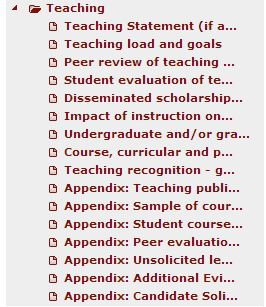 Teaching
Teaching Statement (if a...
Teaching load and goals
Peer review of teaching ...
Student evaluation of te...
Disseminated scholarship...
Impact of instruction on...
Undergraduate and/or gra...
Course, curricular and p...
Teaching recognition - g...
Appendix: Teaching publi...
Appendix: Sample of cour...
Appendix: Student course...
Appendix: Peer evaluatio...
Appendix: Unsolicited le...
Appendix: Additional Evi...
Appendix: Candidate Soli...